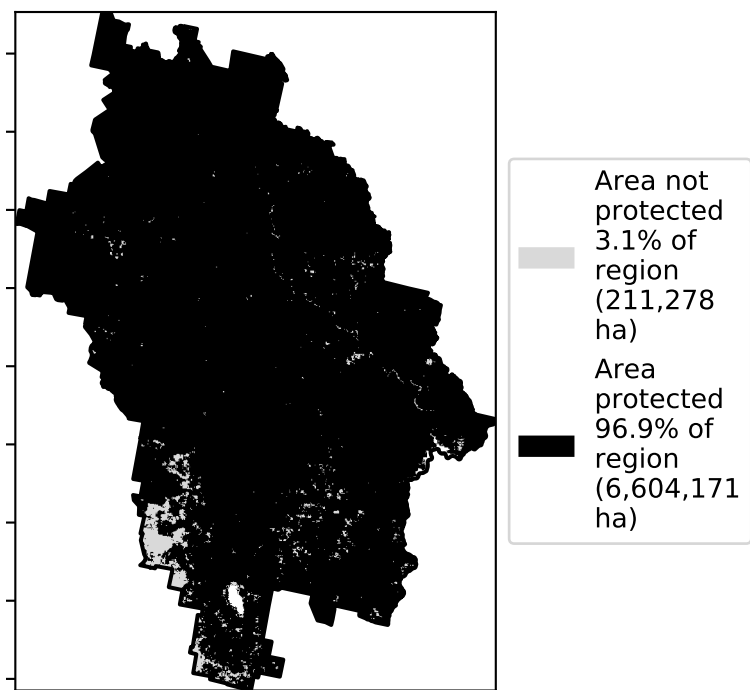 Area not
protected
3.1% of
region
(211,278
ha)
Area
protected
96.9% of
region
(6,604,171
ha)